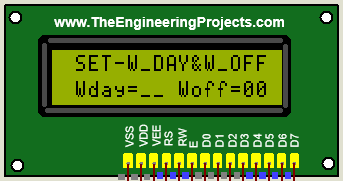 www.TheEngineeringProjects.com
SET-W_DAY&W_OFF
Wday=__ Woff=00
VSS VDD VEE RS RW E D0 D1 D2 D3 D4 D5 D6 D7